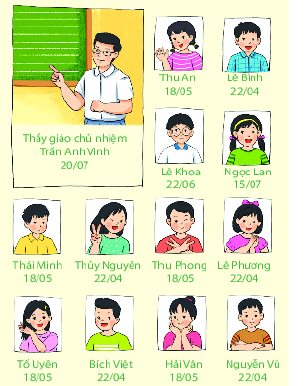 Thầy giáo chủ nhiệm
Trần Anh Vinh
20/07
Thu An
18/05
Lê Bình
22/04
Lê Khoa
22/06
Ngọc Lan
15/07
Thái Minh
18/05
Thủy Nguyên
22/04
Thu Phong
18/05
Lê Phương
22/04
Tố Uyên
18/05
Bích Việt
22/04
Hải Vân
18/05
Nguyễn Vũ
22/04